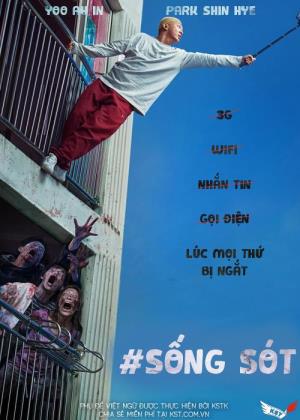 YOO AH IN PARK SHIN HYE
3G
WIFI
NHẮN TIN
GỌI ĐIỆN
LÚC MỌI THỨ
BỊ NGẮT
#SỐNG SÓT
PHỤ ĐỀ VIỆT NGỮ ĐƯỢC THỰC HIỆN BỞI KSTK
CHIA SẺ MIỄN PHÍ TẠI KST.COM.VN
KST